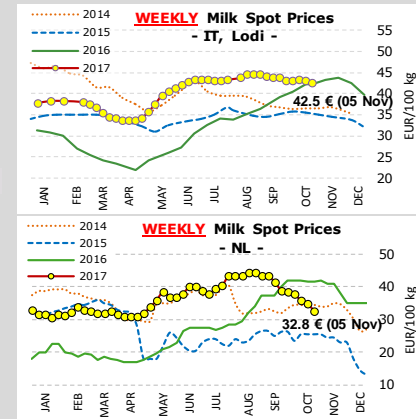 WEEKLY Milk Spot Prices
- IT, Lodi -
2014
2015
2016
2017
55
50
45
40
35
30
25
20
EUR/100 kg
42.5 € (05 Nov)
JAN FEB MAR APR MAY JUN JUL AUG SEP OCT NOV DEC
WEEKLY Milk Spot Prices
- NL -
2014
2015
2016
2017
50
40
30
20
10
EUR/100 kg
32.8 € (05 Nov)
JAN FEB MAR APR MAY JUN JUL AUG SEP OCT NOV DEC